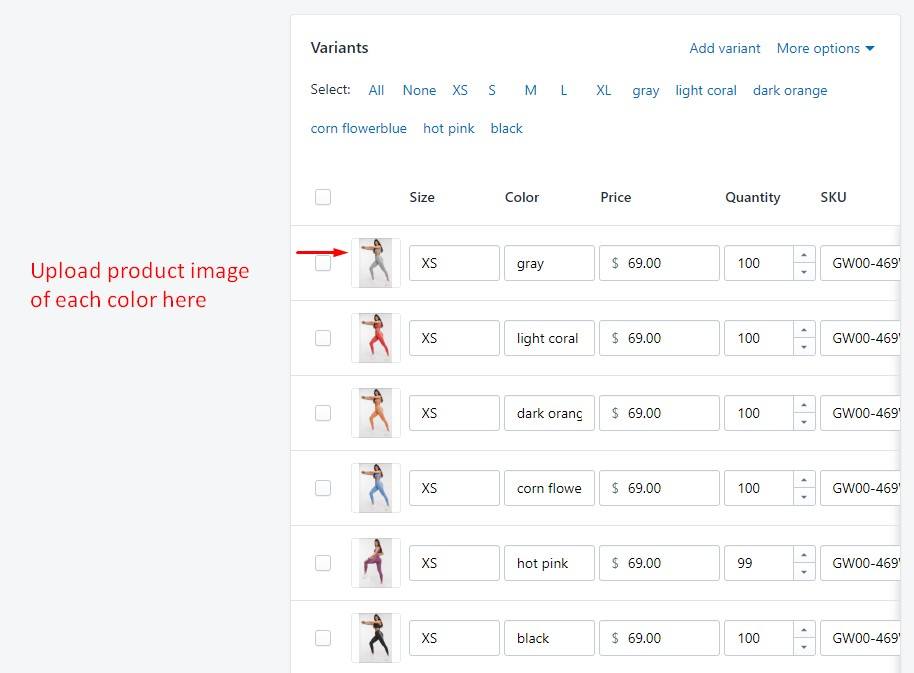 Variants Add variant More options
Select: All None XS S M L XL gray light coral dark orange
corn flowerblue hot pink black
Size Color Price Quantity SKU
XS gray $ 69.00 100 GW00-469
Upload product image
of each color here
XS light coral $ 69.00 100 GW00-469
XS dark orang $ 69.00 100 GW00-469
XS corn flowe $ 69.00 100 GW00-469
XS hot pink $ 69.00 99 GW00-469
XS black $ 69.00 100 GW00-469